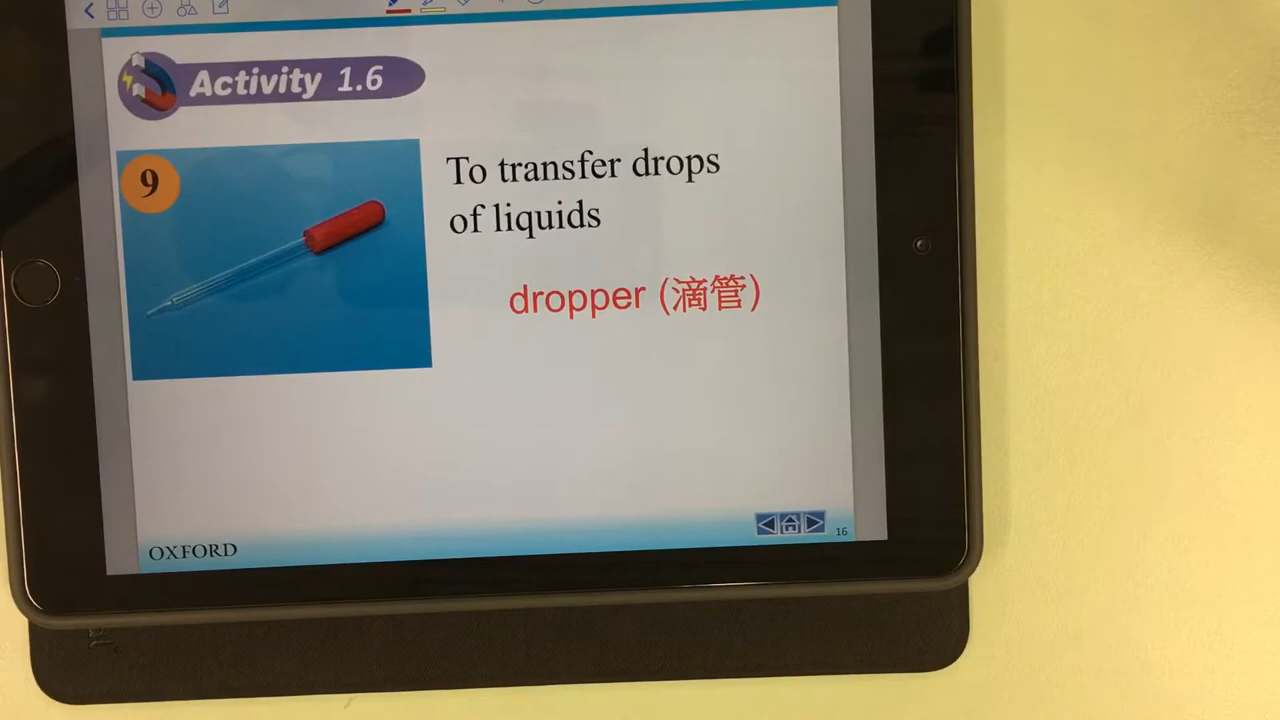 Activity 1.6
9
To transfer drops
of liquids
dropper (滴管)
OXFORD
16